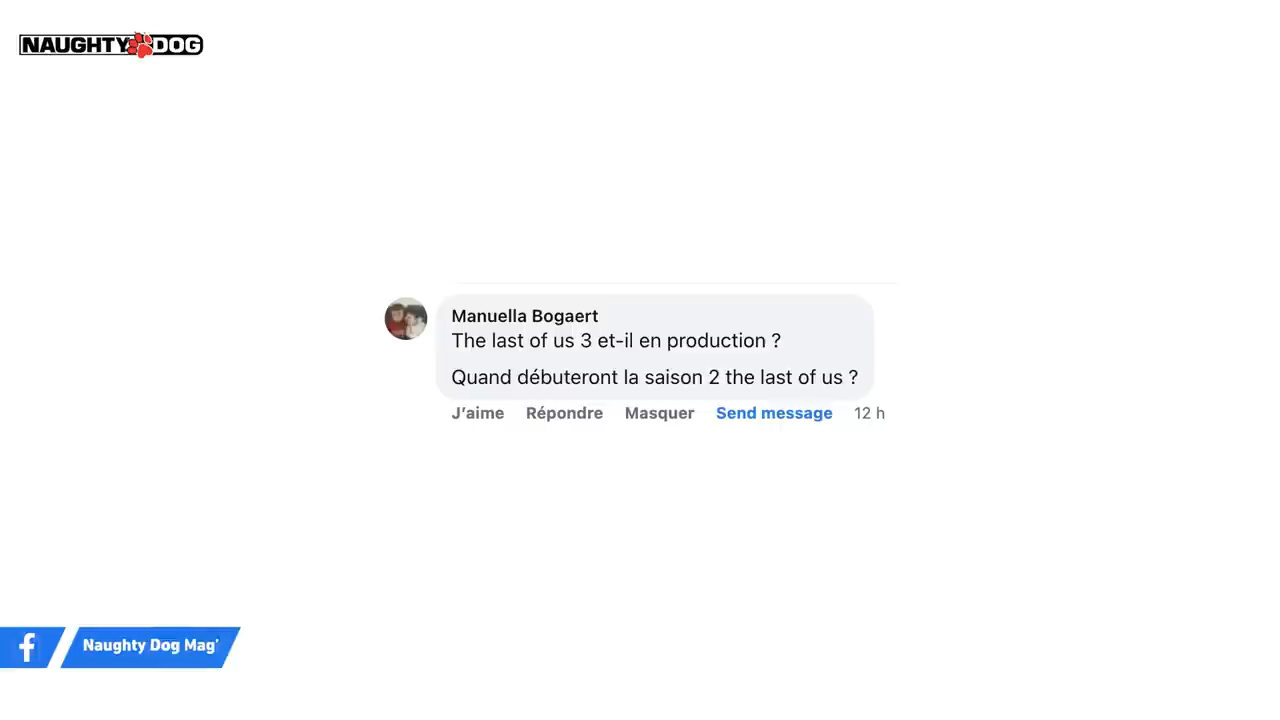 NAUGHTY DOG
Manuella Bogaert
The last of us 3 et-il en production ?
Quand débuteront la saison 2 the last of us ?
J’aime Répondre Masquer Send message 12 h
f Naughty Dog Mag’